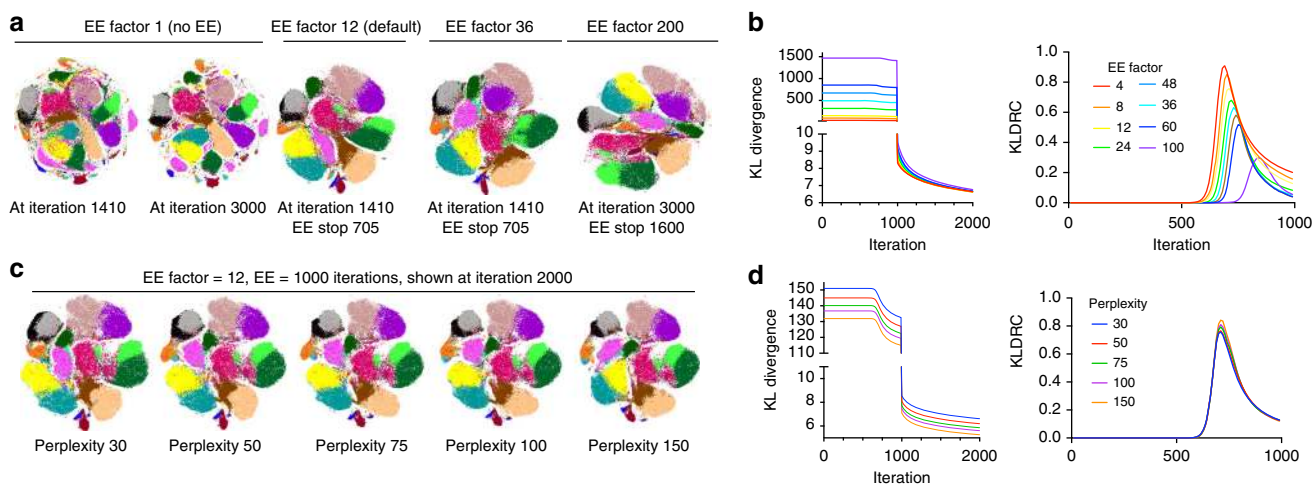 a
EE factor 1 (no EE)
EE factor 12 (default)
EE factor 36
EE factor 200
At iteration 1410
At iteration 3000
At iteration 1410
EE stop 705
At iteration 1410
EE stop 705
At iteration 3000
EE stop 1600
b
KL divergence
1500
1000
500
10
9
8
7
6
0
1000
2000
Iteration
KLDRC
1.0
0.8
0.6
0.4
0.2
0.0
0
500
1000
Iteration
EE factor
4
48
8
36
12
60
24
100
c
EE factor = 12, EE = 1000 iterations, shown at iteration 2000
Perplexity 30
Perplexity 50
Perplexity 75
Perplexity 100
Perplexity 150
d
KL divergence
150
140
130
120
110
10
8
6
0
1000
2000
Iteration
KLDRC
1.0
0.8
0.6
0.4
0.2
0.0
0
500
1000
Iteration
Perplexity
30
50
75
100
150